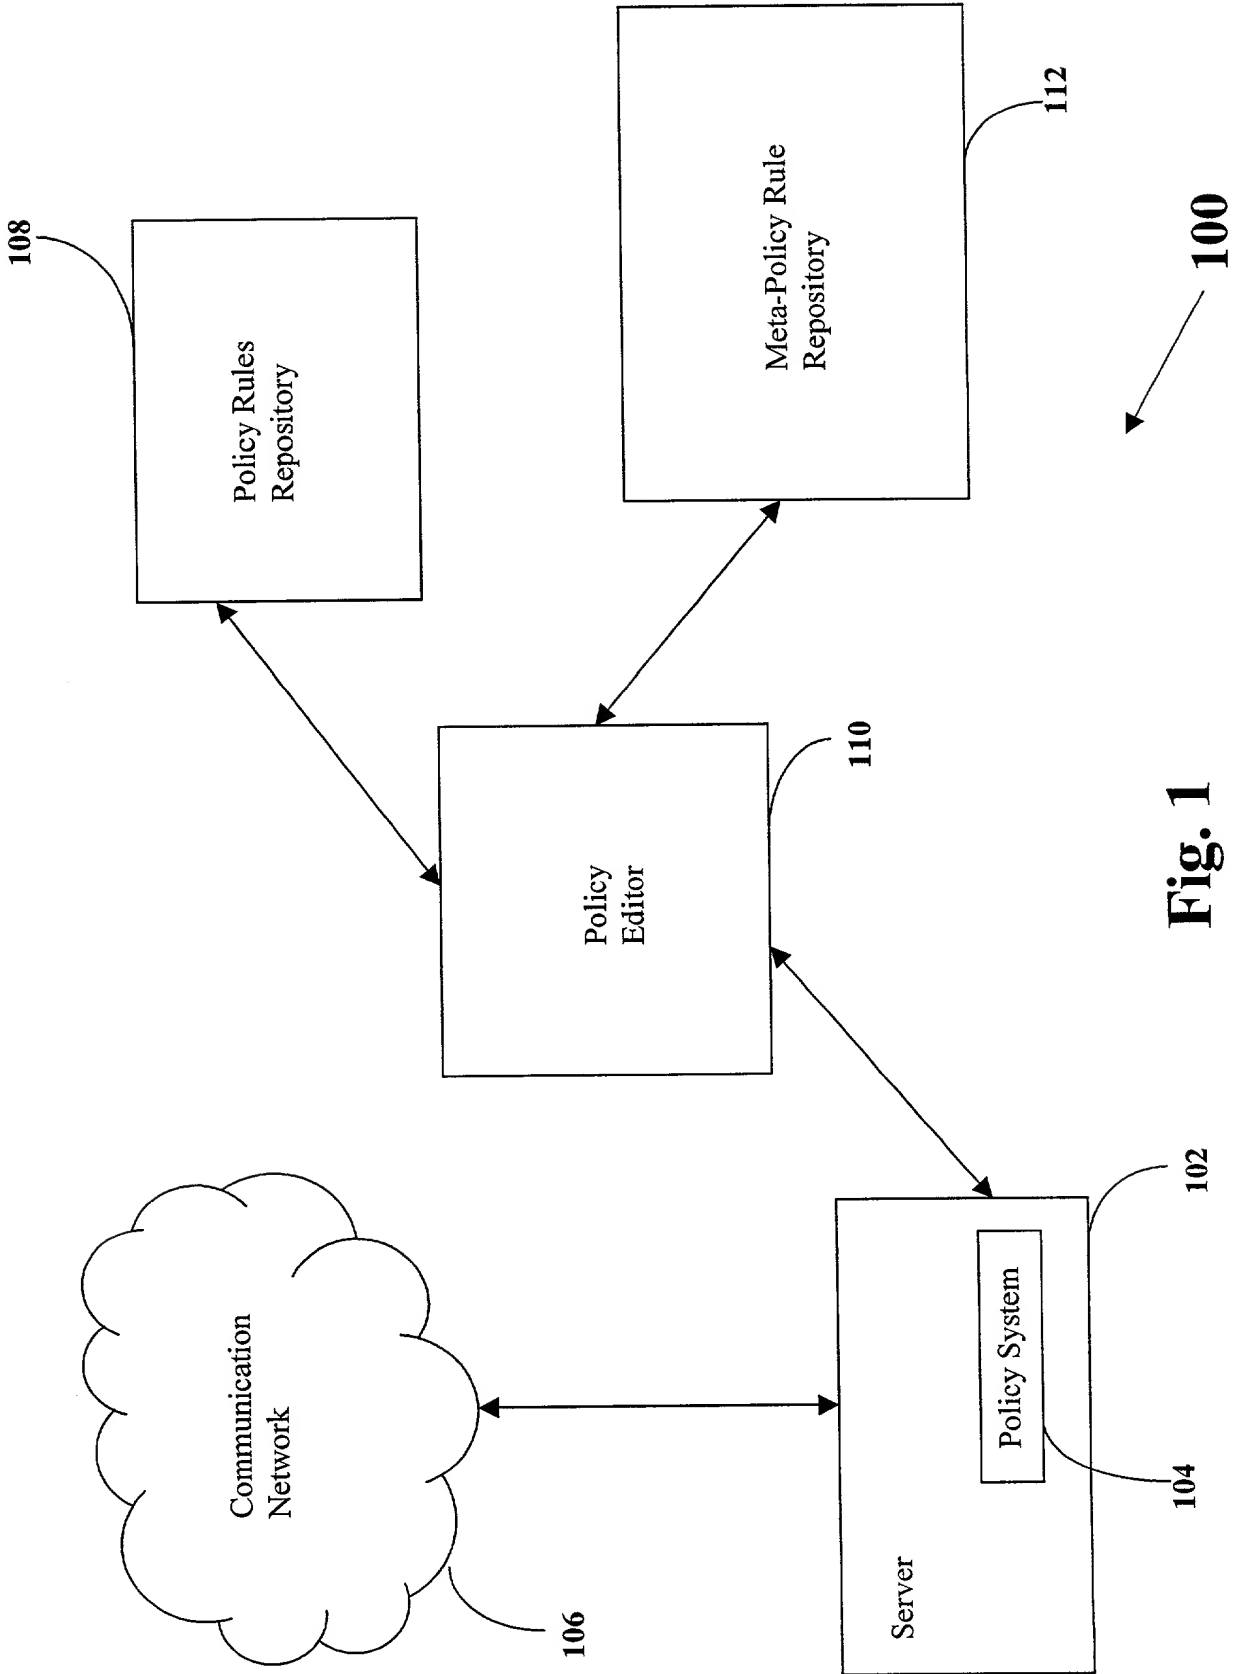 Communication
Network
106
Server
Policy System
104
102
Policy
Editor
110
Policy Rules
Repository
108
Meta-Policy Rule
Repository
112
100
Fig. 1